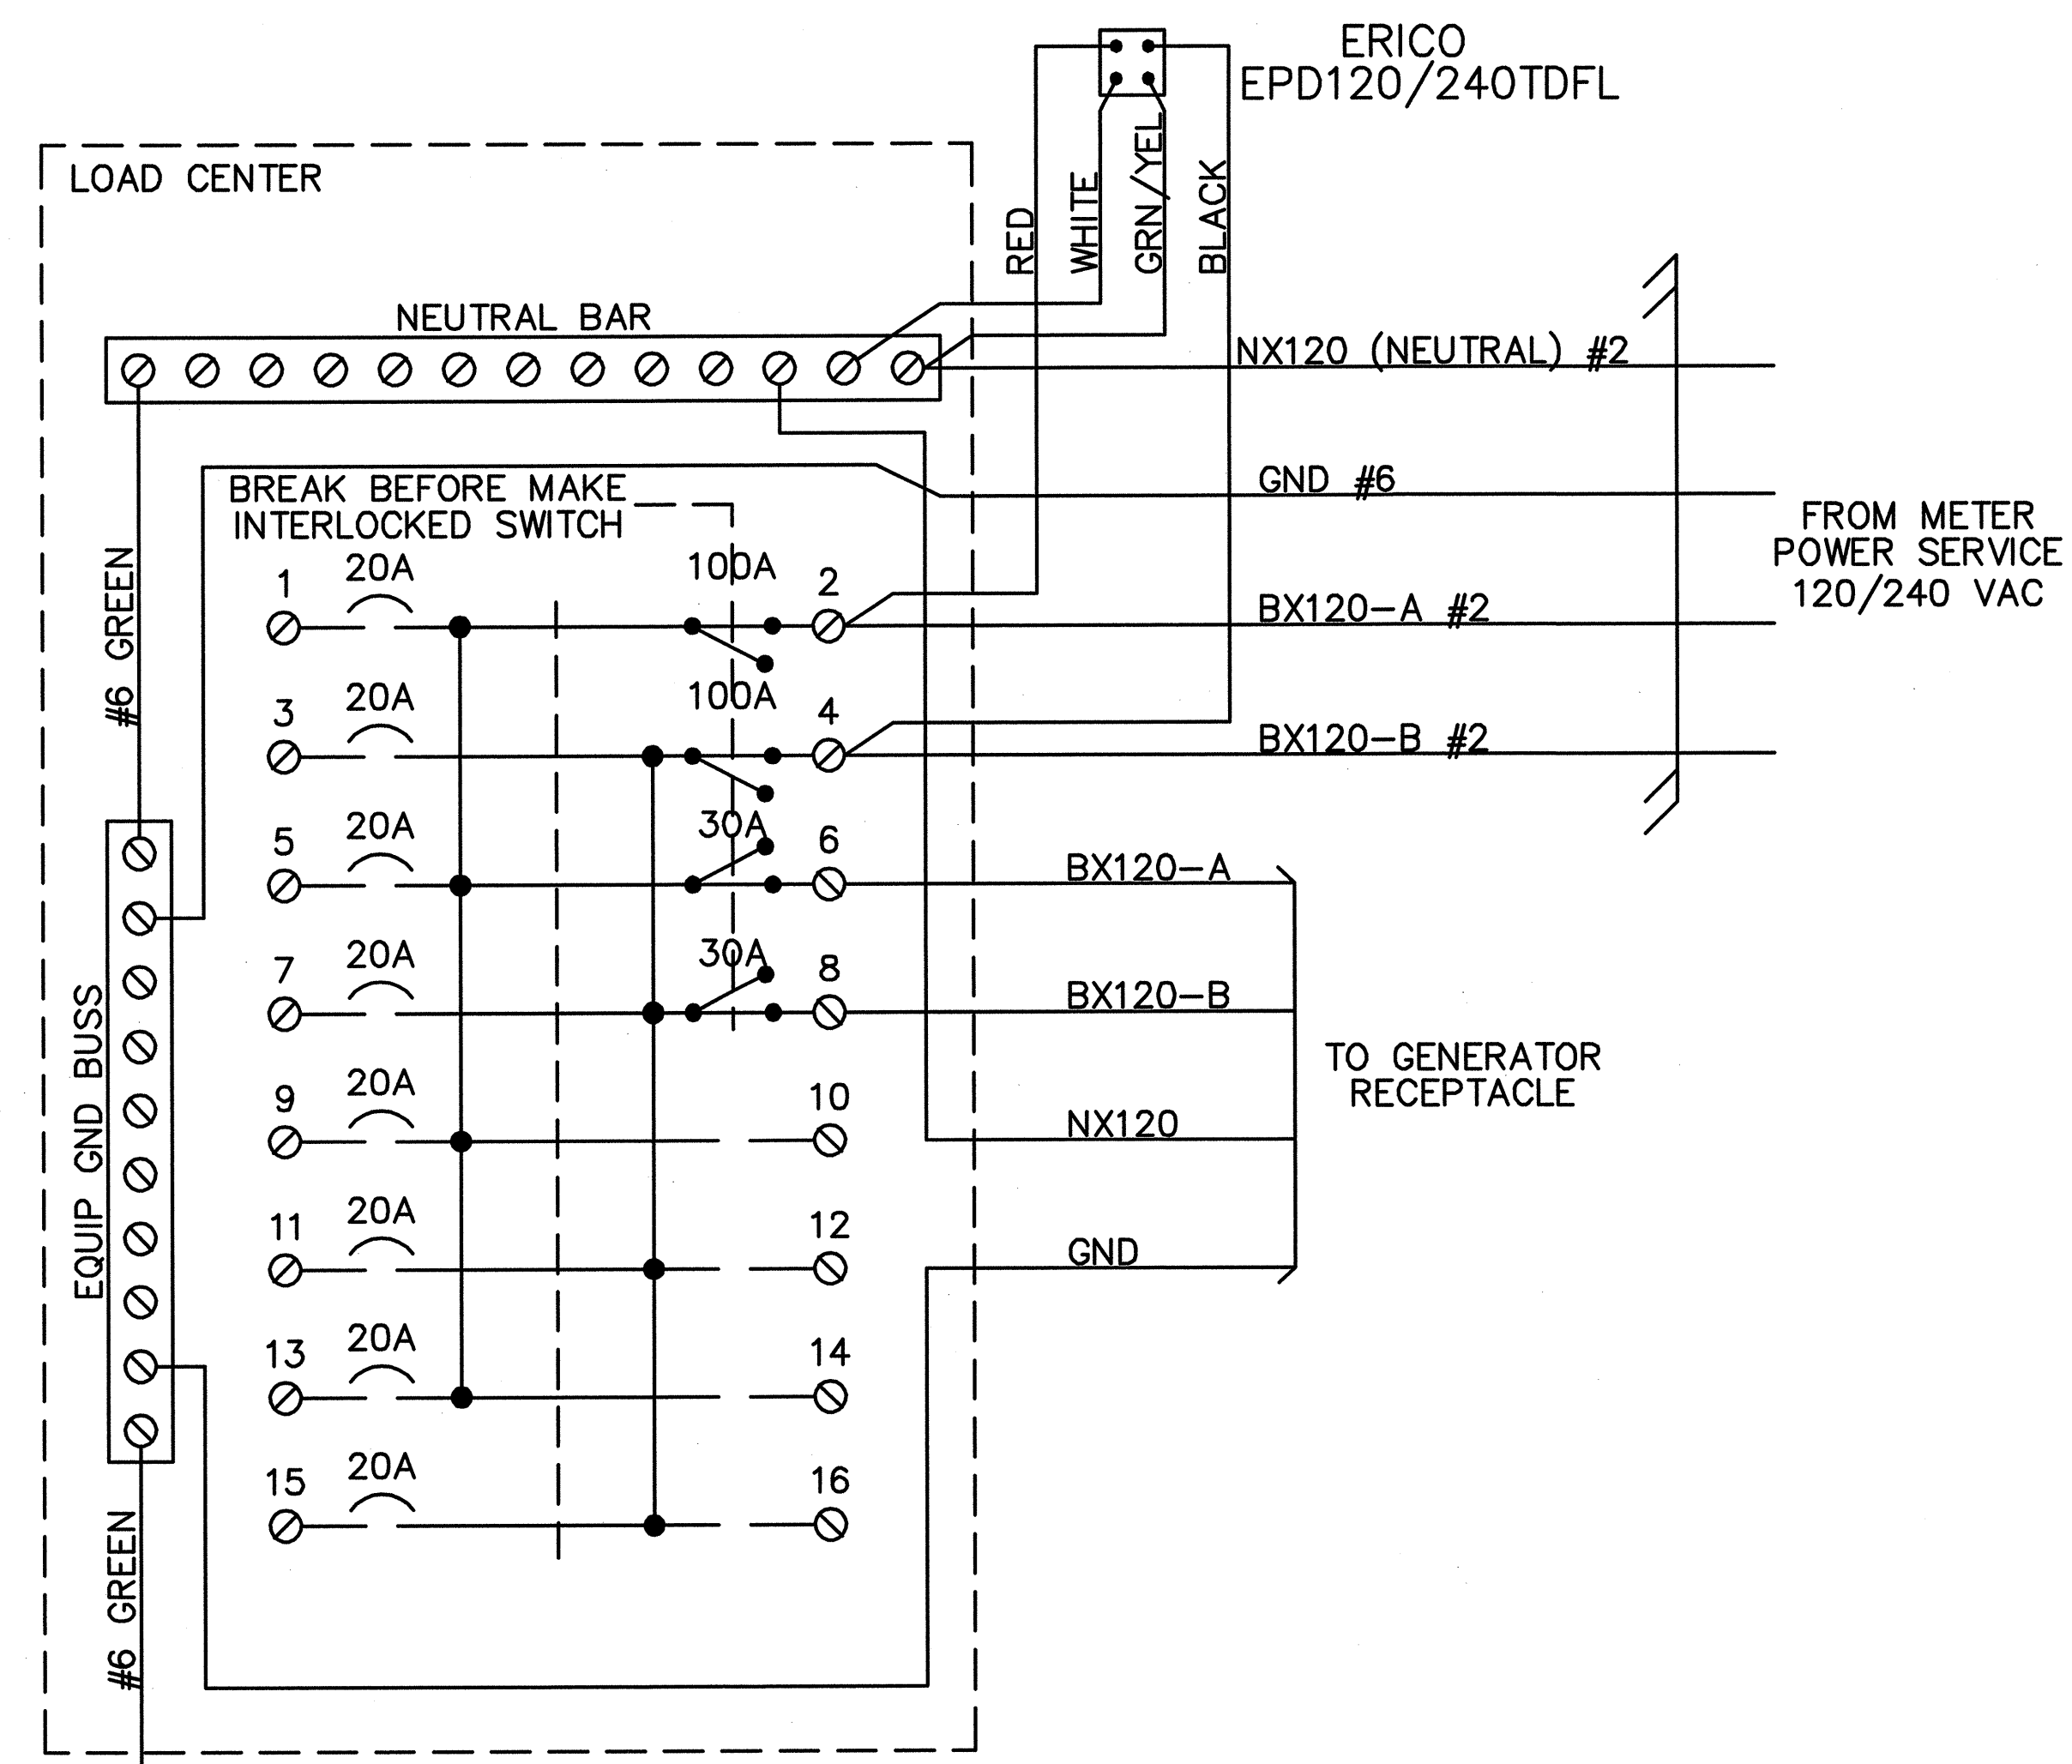 ERICO
EPD120/240TDFL
LOAD CENTER
RED
WHITE
GRN/YEL
BLACK
NEUTRAL BAR
NX120 (NEUTRAL) #2
GND #6
BREAK BEFORE MAKE
INTERLOCKED SWITCH
FROM METER
POWER SERVICE
120/240 VAC
#6 GREEN
1 20A 100A 2
BX120-A #2
3 20A 100A 4
BX120-B #2
5 20A 30A 6
BX120-A
7 20A 30A 8
BX120-B
EQUIP GND BUSS
TO GENERATOR
RECEPTACLE
9 20A 10
NX120
11 20A 12
GND
13 20A 14
15 20A 16
#6 GREEN